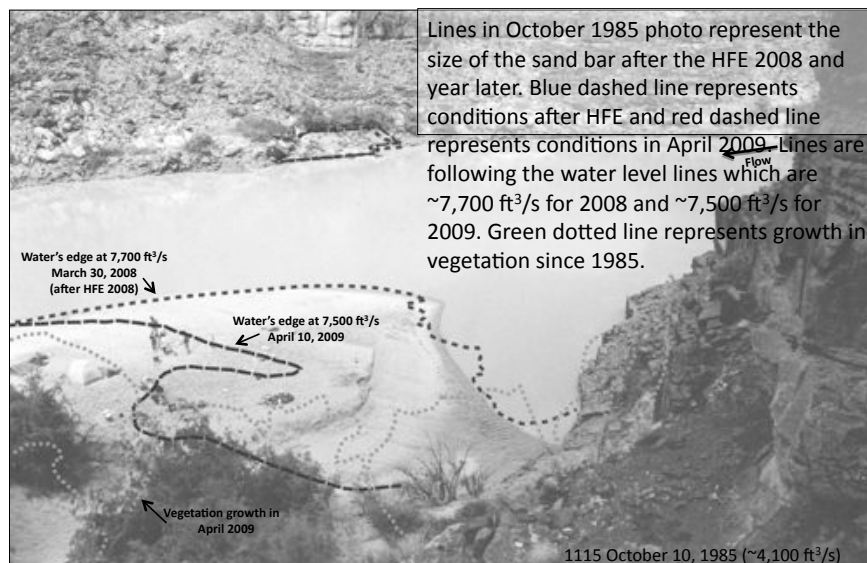 Lines in October 1985 photo represent the
size of the sand bar after the HFE 2008 and
year later. Blue dashed line represents
conditions after HFE and red dashed line
represents conditions in April 2009. Lines are
Flow
following the water level lines which are
~7,700 ft³/s for 2008 and ~7,500 ft³/s for
2009. Green dotted line represents growth in
vegetation since 1985.
Water's edge at 7,700 ft³/s
March 30, 2008
(after HFE 2008)
Water's edge at 7,500 ft³/s
April 10, 2009
Vegetation growth in
April 2009
1115 October 10, 1985 (~4,100 ft³/s)